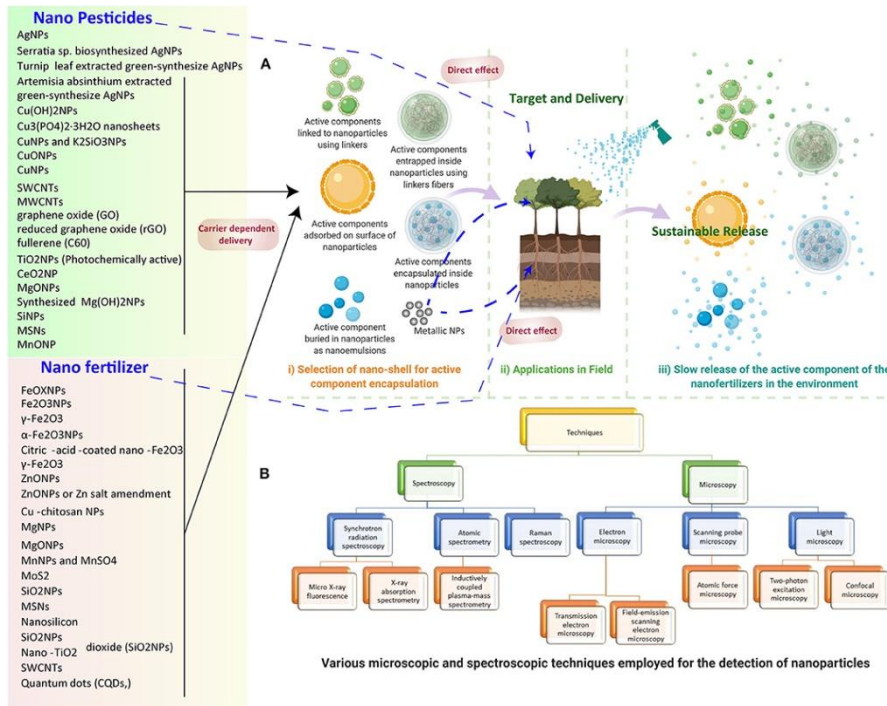 Nano Pesticides
AgNPs
Serratia sp. biosynthesized AgNPs
Turnip leaf extracted green-synthesize AgNPs
Artemisia absinthium extracted
green-synthesize AgNPs
Cu(OH)2NPs
Cu3(PO4)2·3H2O nanosheets
CuNPs and K2SiO3NPs
CuONPs
CuNPs
SWCNTs
MWCNTs
graphene oxide (GO)
reduced graphene oxide (rGO)
fullerene (C60)
TiO2NPs (Photochemically active)
CeO2NP
MgONPs
Synthesized Mg(OH)2NPs
SiNPs
MSNs
MnONP
Nano fertilizer
FeOXNPs
Fe2O3NPs
γ-Fe2O3
α-Fe2O3NPs
Citric -acid -coated nano -Fe2O3
γ-Fe2O3
ZnONPs
ZnONPs or Zn salt amendment
Cu -chitosan NPs
MgNPs
MgONPs
MnNPs and MnSO4
MoS2
SiO2NPs
MSNs
Nanosilicon
SiO2NPs
dioxide (SiO2NPs)
Nano -TiO2
SWCNTs
Quantum dots (CQDs,)
Carrier dependent
delivery
A
Active components
linked to nanoparticles
using linkers
Active components
entrapped inside
nanoparticles using
linkers fibers
Active components
adsorbed on surface of
nanoparticles
Active components
encapsulated inside
nanoparticles
Active component
buried in nanoparticles
as nanoemulsions
Metallic NPs
i) Selection of nano-shell for active
component encapsulation
Direct effect
Target and Delivery
Direct effect
ii) Applications in Field
Sustainable Release
iii) Slow release of the active component of the
nanofertilizers in the environment
B
Techniques
Spectroscopy
Microscopy
Synchrotron
radiation
spectroscopy
Atomic
spectrometry
Raman
spectroscopy
Electron
microscopy
Scanning probe
microscopy
Light
microscopy
Micro X-ray
fluorescence
X-ray
absorption
spectrometry
Inductively
coupled
plasma-mass
spectrometry
Transmission
electron
microscopy
Field-emission
scanning
electron
microscopy
Atomic force
microscopy
Two-photon
excitation
microscopy
Confocal
microscopy
Various microscopic and spectroscopic techniques employed for the detection of nanoparticles